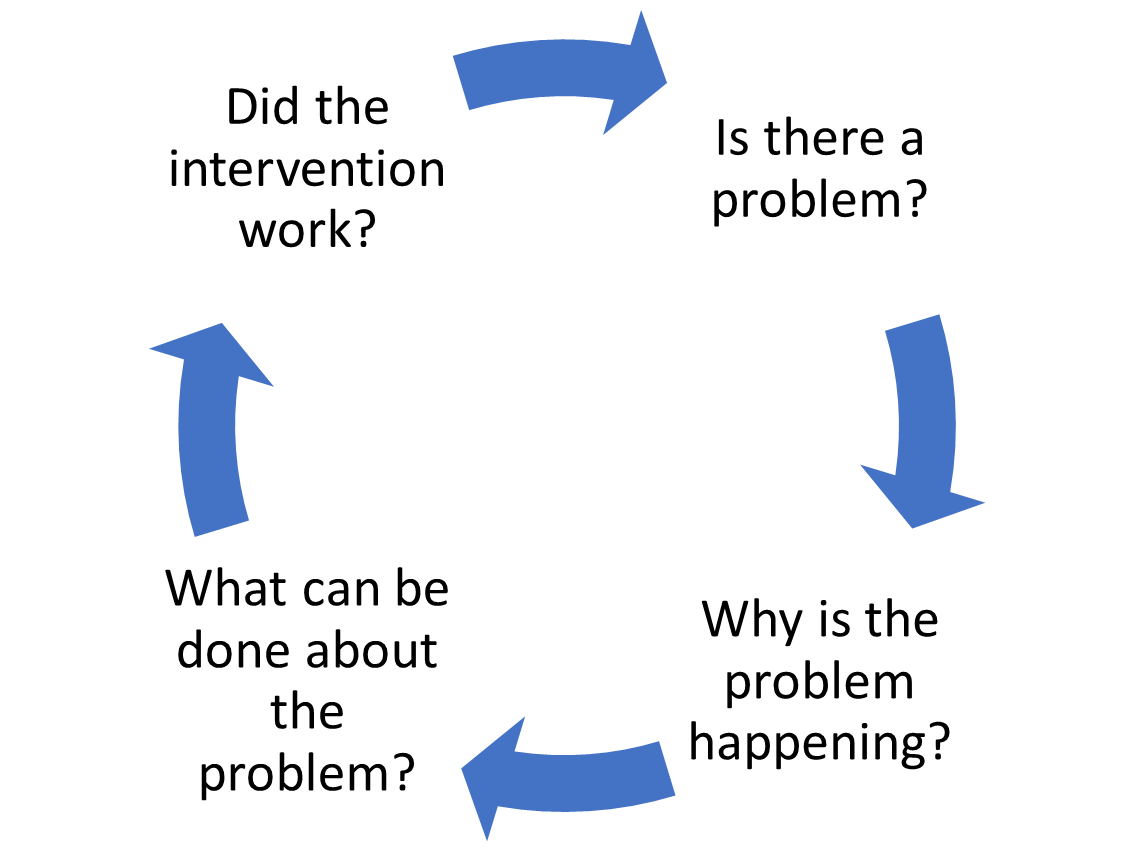 Did the
intervention
work?
Is there a
problem?
Why is the
problem
happening?
What can be
done about
the
problem?